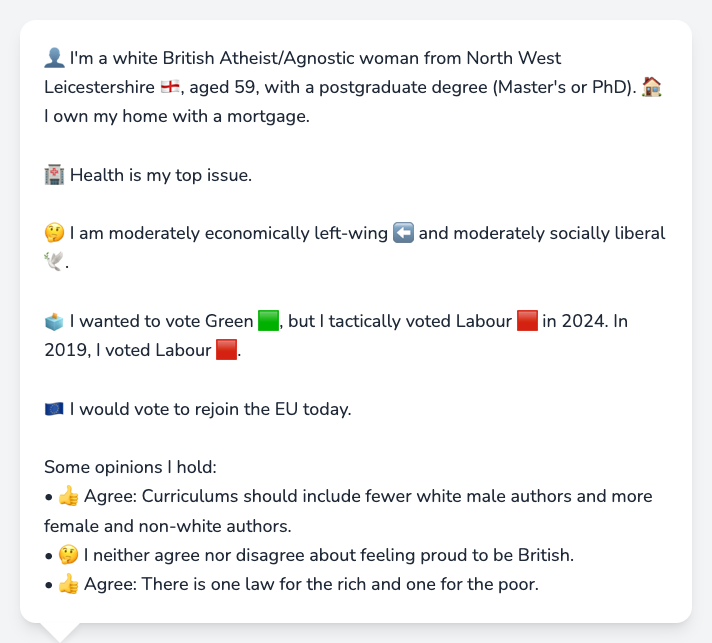 👤 I'm a white British Atheist/Agnostic woman from North West
Leicestershire 🏴󠁧󠁢󠁥󠁮󠁧󠁿, aged 59, with a postgraduate degree (Master's or PhD). 🏠
I own my home with a mortgage.
🏥 Health is my top issue.
🤔 I am moderately economically left-wing ⬅️ and moderately socially liberal
🕊️.
🗳️ I wanted to vote Green 🟩, but I tactically voted Labour 🟥 in 2024. In
2019, I voted Labour 🟥.
🇪🇺 I would vote to rejoin the EU today.
Some opinions I hold:
• 👍 Agree: Curriculums should include fewer white male authors and more
female and non-white authors.
• 🤔 I neither agree nor disagree about feeling proud to be British.
• 👍 Agree: There is one law for the rich and one for the poor.